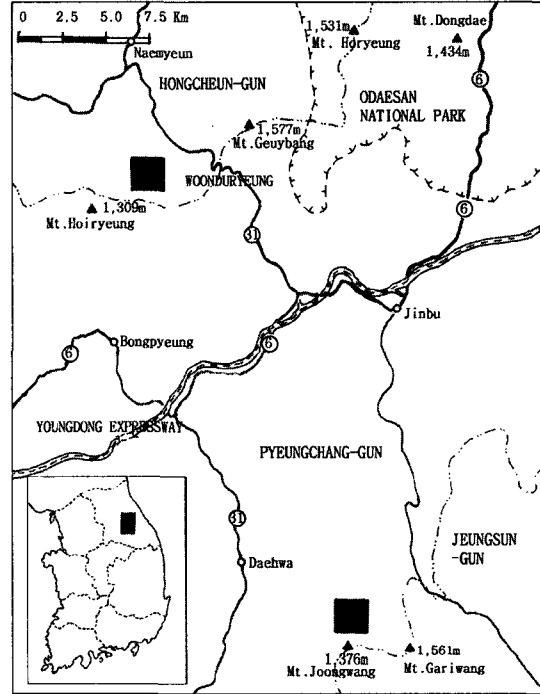 0 2.5 5.0 7.5 Km
Naemyeun
1,531m
Mt. Horyeung
Mt.Dongdae
1,434m
6
HONGCHEUN-GUN
ODAESAN
NATIONAL PARK
1,577m
Mt.Geuybang
WOONDURYEUNG
1,309m
Mt.Hoiryeung
6
31
Jinbu
Bongpyeung
6
6
YOUNGDONG EXPRESSWAY
PYEUNGCHANG-GUN
31
JEUNGSUN
-GUN
Daehwa
1,376m
Mt.Joongwang
1,561m
Mt.Gariwang